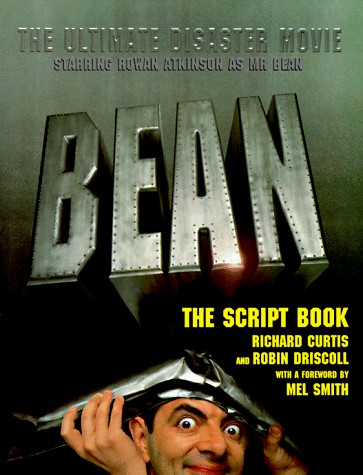 THE ULTIMATE DISASTER MOVIE
STARRING ROWAN ATKINSON AS MR BEAN
BEAN
THE SCRIPT BOOK
RICHARD CURTIS
AND ROBIN DRISCOLL
WITH A FOREWORD BY
MEL SMITH